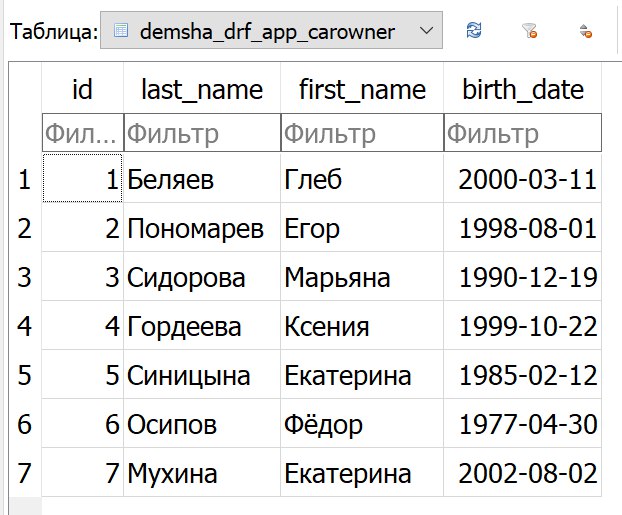 Таблица: demsha_drf_app_carowner
id last_name first_name birth_date
Фил... Фильтр Фильтр Фильтр
1 1 Беляев Глеб 2000-03-11
2 2 Пономарев Егор 1998-08-01
3 3 Сидорова Марьяна 1990-12-19
4 4 Гордеева Ксения 1999-10-22
5 5 Синицына Екатерина 1985-02-12
6 6 Осипов Фёдор 1977-04-30
7 7 Мухина Екатерина 2002-08-02